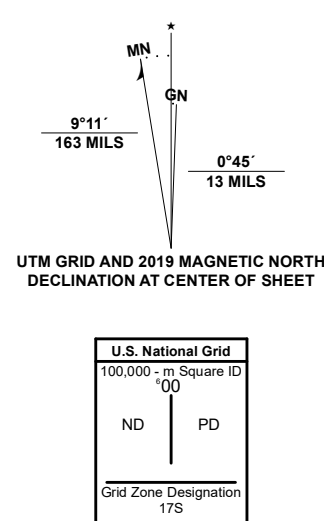 ★
MN
GN
9°11´
163 MILS
0°45´
13 MILS
UTM GRID AND 2019 MAGNETIC NORTH
DECLINATION AT CENTER OF SHEET
U.S. National Grid
100,000 - m Square ID
⁶00
ND PD
Grid Zone Designation
17S